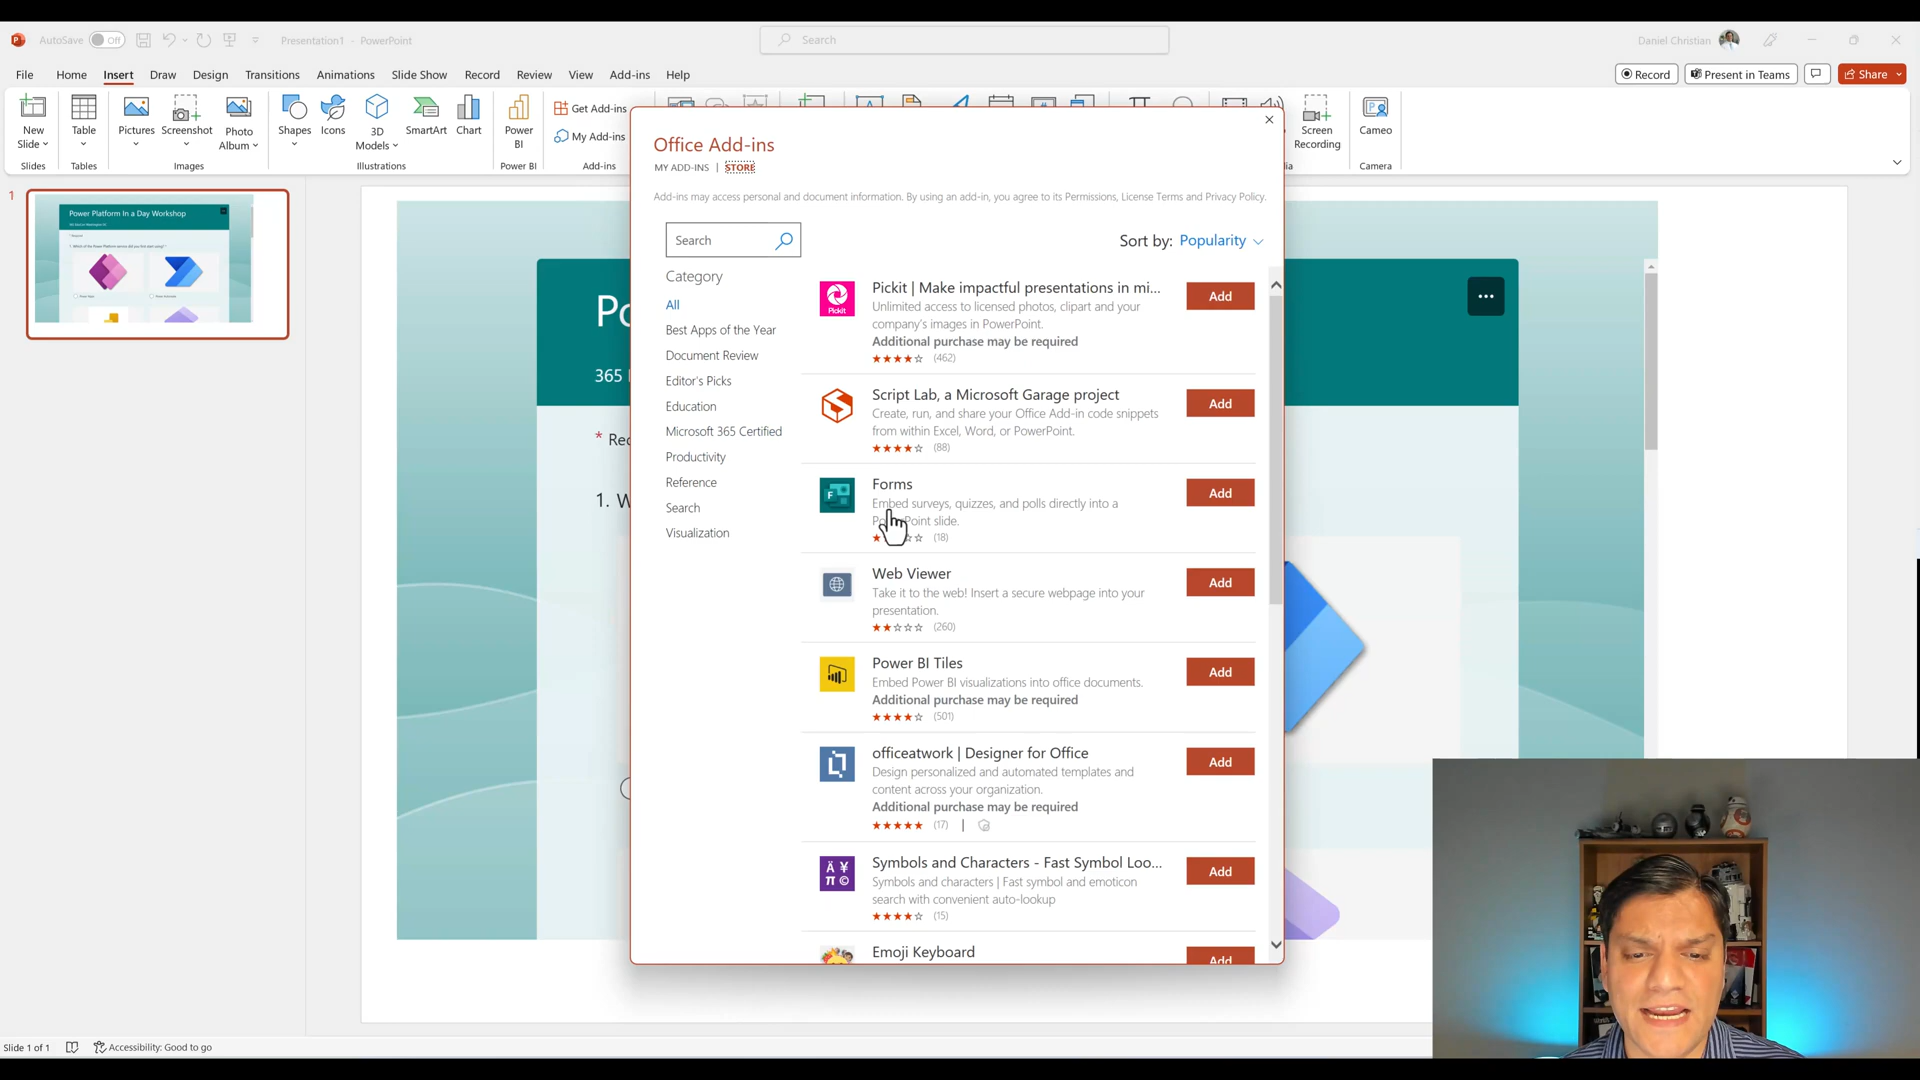 AutoSave Off Presentation1 - PowerPoint Search Daniel Christian
File Home Insert Draw Design Transitions Animations Slide Show Record Review View Add-ins Help Record Present in Teams Share
New Slide
Table
Pictures
Screenshot
Photo Album
Shapes
Icons
3D Models
SmartArt
Chart
Power BI
Get Add-ins
My Add-ins
Screen Recording
Cameo
Slides Tables Images Illustrations Power BI Add-ins Camera
1
Power Platform In a Day Workshop
Office Add-ins
MY ADD-INS | STORE
Add-ins may access personal and document information. By using an add-in, you agree to its Permissions, License Terms and Privacy Policy.
Search
Sort by: Popularity
Category
All
Best Apps of the Year
Document Review
Editor's Picks
Education
Microsoft 365 Certified
Productivity
Reference
Search
Visualization
Pickit
Pickit | Make impactful presentations in mi...
Unlimited access to licensed photos, clipart and your
company's images in PowerPoint.
Additional purchase may be required
(462)
Add
Script Lab, a Microsoft Garage project
Create, run, and share your Office Add-in code snippets
from within Excel, Word, or PowerPoint.
(88)
Add
Forms
Embed surveys, quizzes, and polls directly into a
PowerPoint slide.
(18)
Add
Web Viewer
Take it to the web! Insert a secure webpage into your
presentation.
(260)
Add
Power BI Tiles
Embed Power BI visualizations into office documents.
Additional purchase may be required
(501)
Add
officeatwork | Designer for Office
Design personalized and automated templates and
content across your organization.
Additional purchase may be required
(17) |
Add
Symbols and Characters - Fast Symbol Loo...
Symbols and characters | Fast symbol and emoticon
search with convenient auto-lookup
(15)
Add
Emoji Keyboard
Add
365
* Rec
1. W
Slide 1 of 1 Accessibility: Good to go